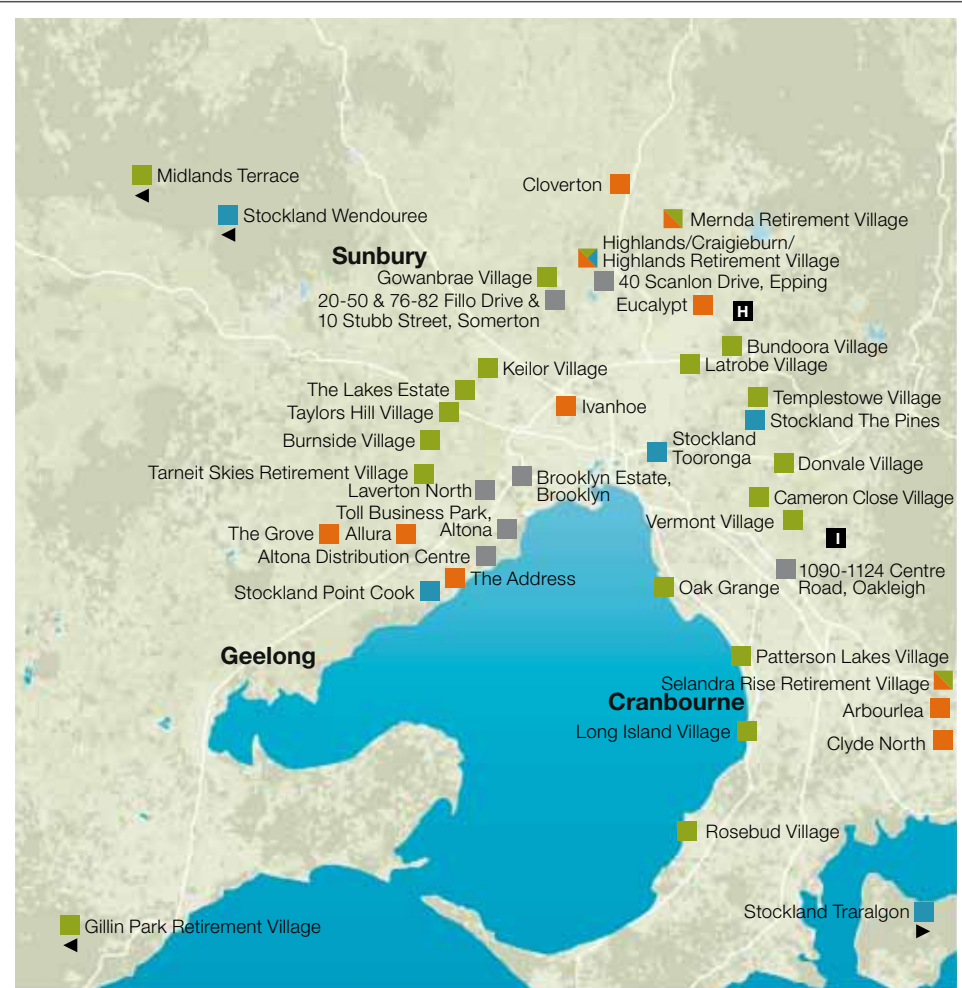 Midlands Terrace
Cloverton
Stockland Wendouree
Mernda Retirement Village
Sunbury
Highlands/Craigieburn/
Highlands Retirement Village
Gowanbrae Village
40 Scanlon Drive, Epping
20-50 & 76-82 Fillo Drive &
10 Stubb Street, Somerton
Eucalypt
H
Bundoora Village
Keilor Village
Latrobe Village
The Lakes Estate
Templestowe Village
Taylors Hill Village
Ivanhoe
Stockland The Pines
Burnside Village
Stockland
Tooronga
Donvale Village
Tarneit Skies Retirement Village
Brooklyn Estate,
Brooklyn
Laverton North
Cameron Close Village
Toll Business Park,
Altona
Vermont Village
The Grove
Allura
I
Altona Distribution Centre
1090-1124 Centre
Road, Oakleigh
The Address
Stockland Point Cook
Oak Grange
Geelong
Patterson Lakes Village
Selandra Rise Retirement Village
Cranbourne
Arbourlea
Long Island Village
Clyde North
Rosebud Village
Stockland Traralgon
Gillin Park Retirement Village